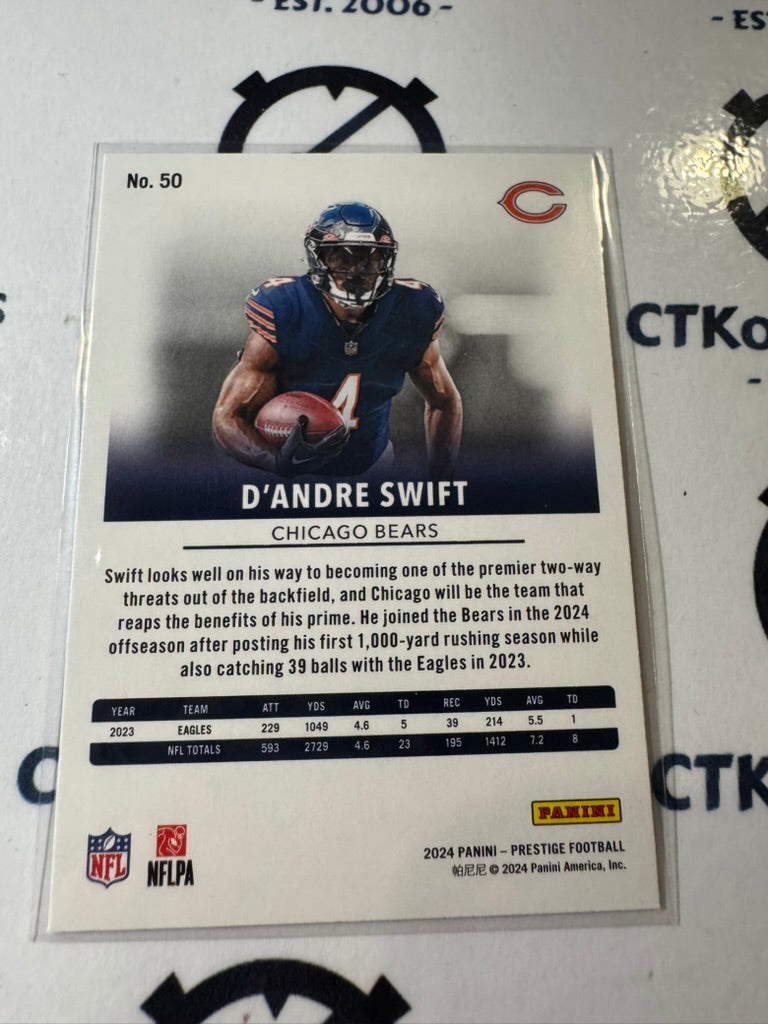 - EST. 2006 -
- ES
No. 50
C
4
4
4
CTKo
-
D'ANDRE SWIFT
CHICAGO BEARS
Swift looks well on his way to becoming one of the premier two-way
threats out of the backfield, and Chicago will be the team that
reaps the benefits of his prime. He joined the Bears in the 2024
offseason after posting his first 1,000-yard rushing season while
also catching 39 balls with the Eagles in 2023.
YEAR TEAM ATT YDS AVG TD REC YDS AVG TD
2023 EAGLES 229 1049 4.6 5 39 214 5.5 1
NFL TOTALS 593 2729 4.6 23 195 1412 7.2 8
C
CTK
PANINI
NFL
NFLPA
2024 PANINI – PRESTIGE FOOTBALL
帕尼尼 © 2024 Panini America, Inc.